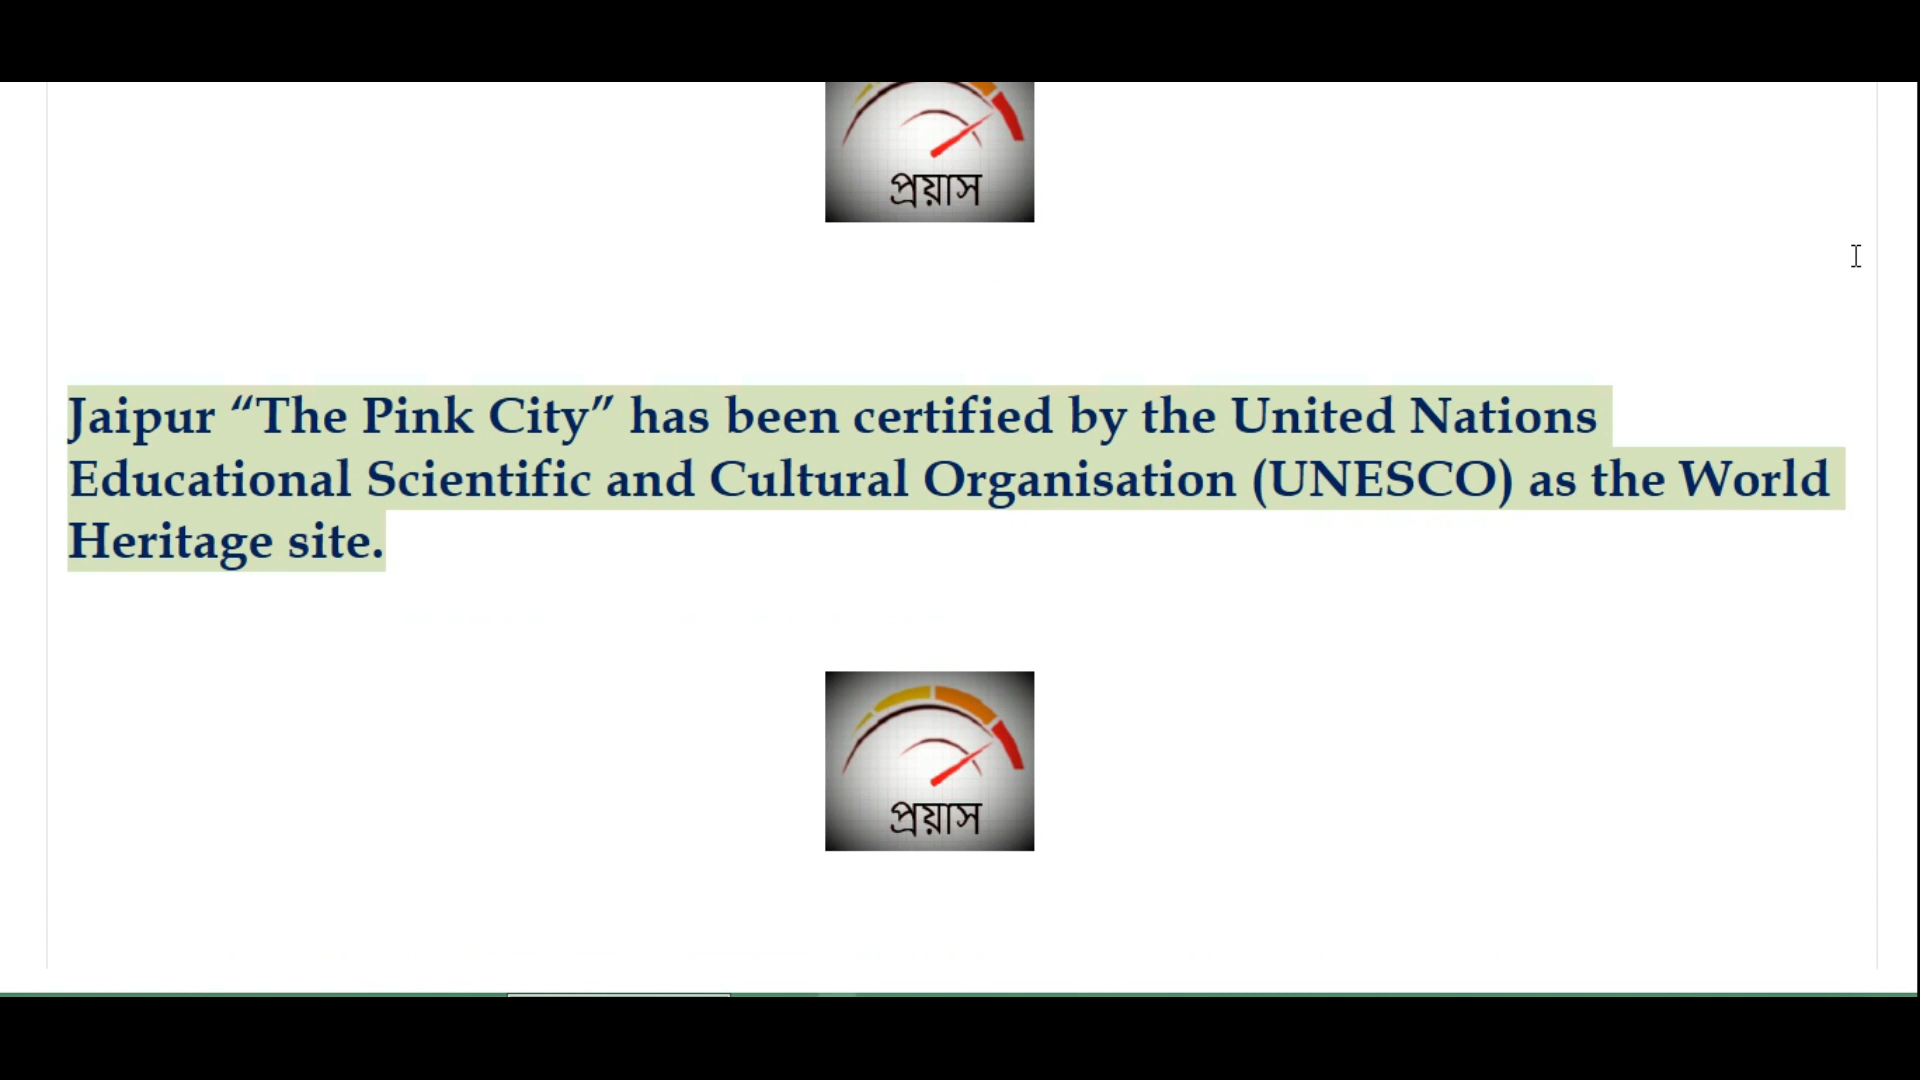 প্রয়াস
Jaipur “The Pink City” has been certified by the United Nations
Educational Scientific and Cultural Organisation (UNESCO) as the World
Heritage site.
প্রয়াস